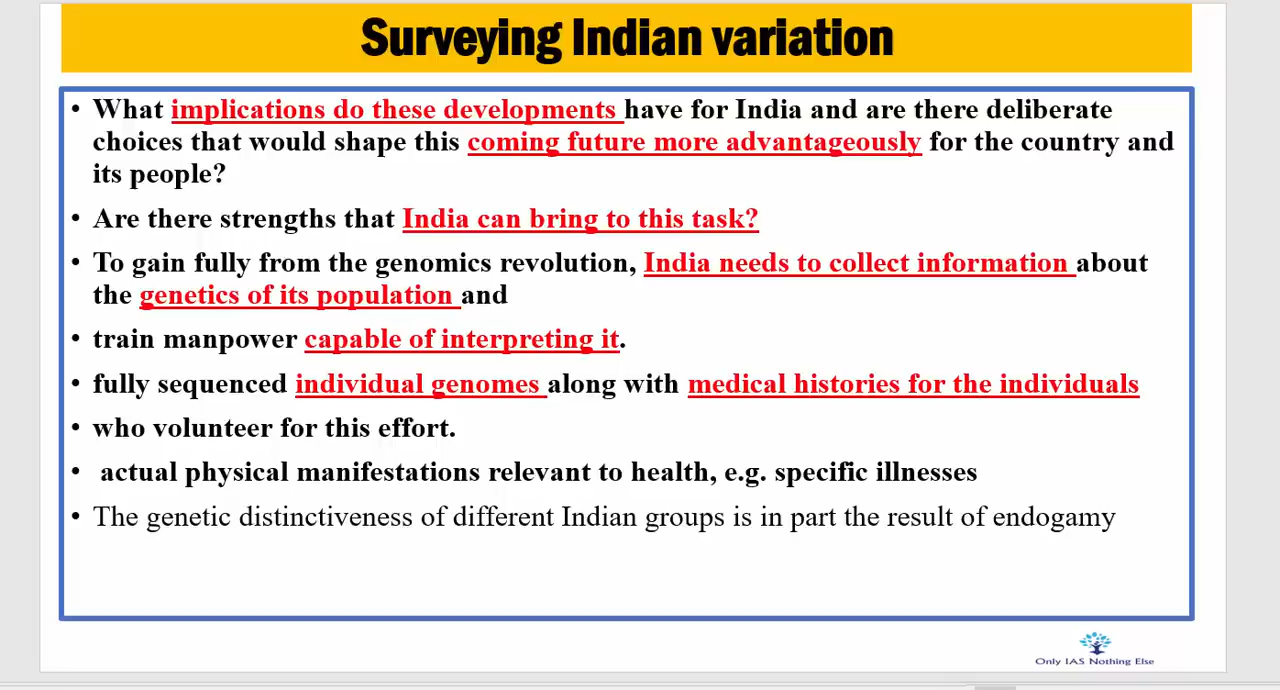 Surveying Indian variation
• What implications do these developments have for India and are there deliberate
choices that would shape this coming future more advantageously for the country and
its people?
• Are there strengths that India can bring to this task?
• To gain fully from the genomics revolution, India needs to collect information about
the genetics of its population and
• train manpower capable of interpreting it.
• fully sequenced individual genomes along with medical histories for the individuals
• who volunteer for this effort.
• actual physical manifestations relevant to health, e.g. specific illnesses
• The genetic distinctiveness of different Indian groups is in part the result of endogamy
Only IAS Nothing Else